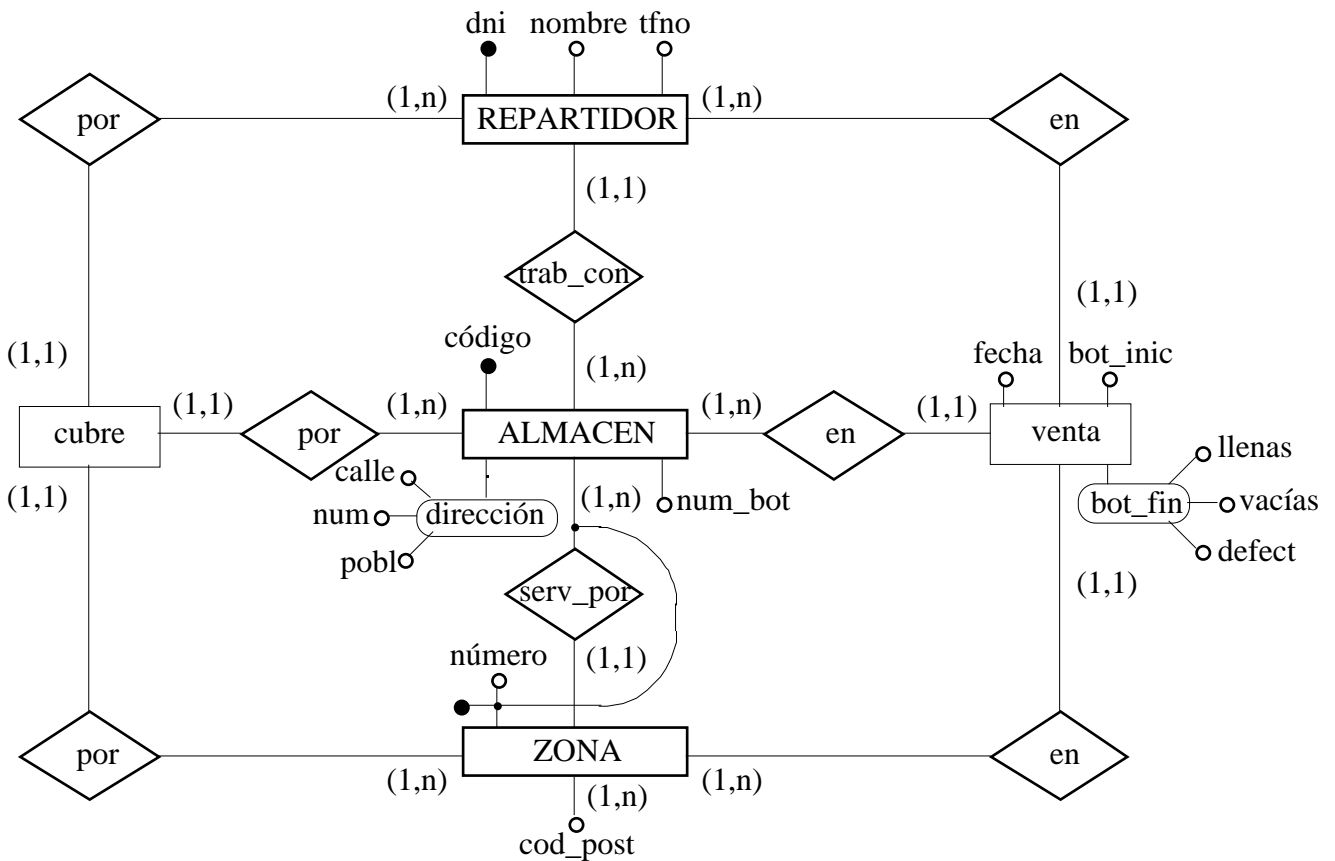 dni nombre tfno
(1,n) (1,n)
por REPARTIDOR en
(1,1)
trab_con
(1,1)
código
fecha bot_inic
(1,1)
(1,n)
(1,1) (1,n) (1,n) (1,1)
cubre por ALMACEN en venta
llenas
calle
(1,1) (1,n) num_bot
bot_fin vacías
num dirección
pobl
defect
(1,1)
serv_por
número (1,1)
por ZONA en
(1,n) (1,n) (1,n)
cod_post